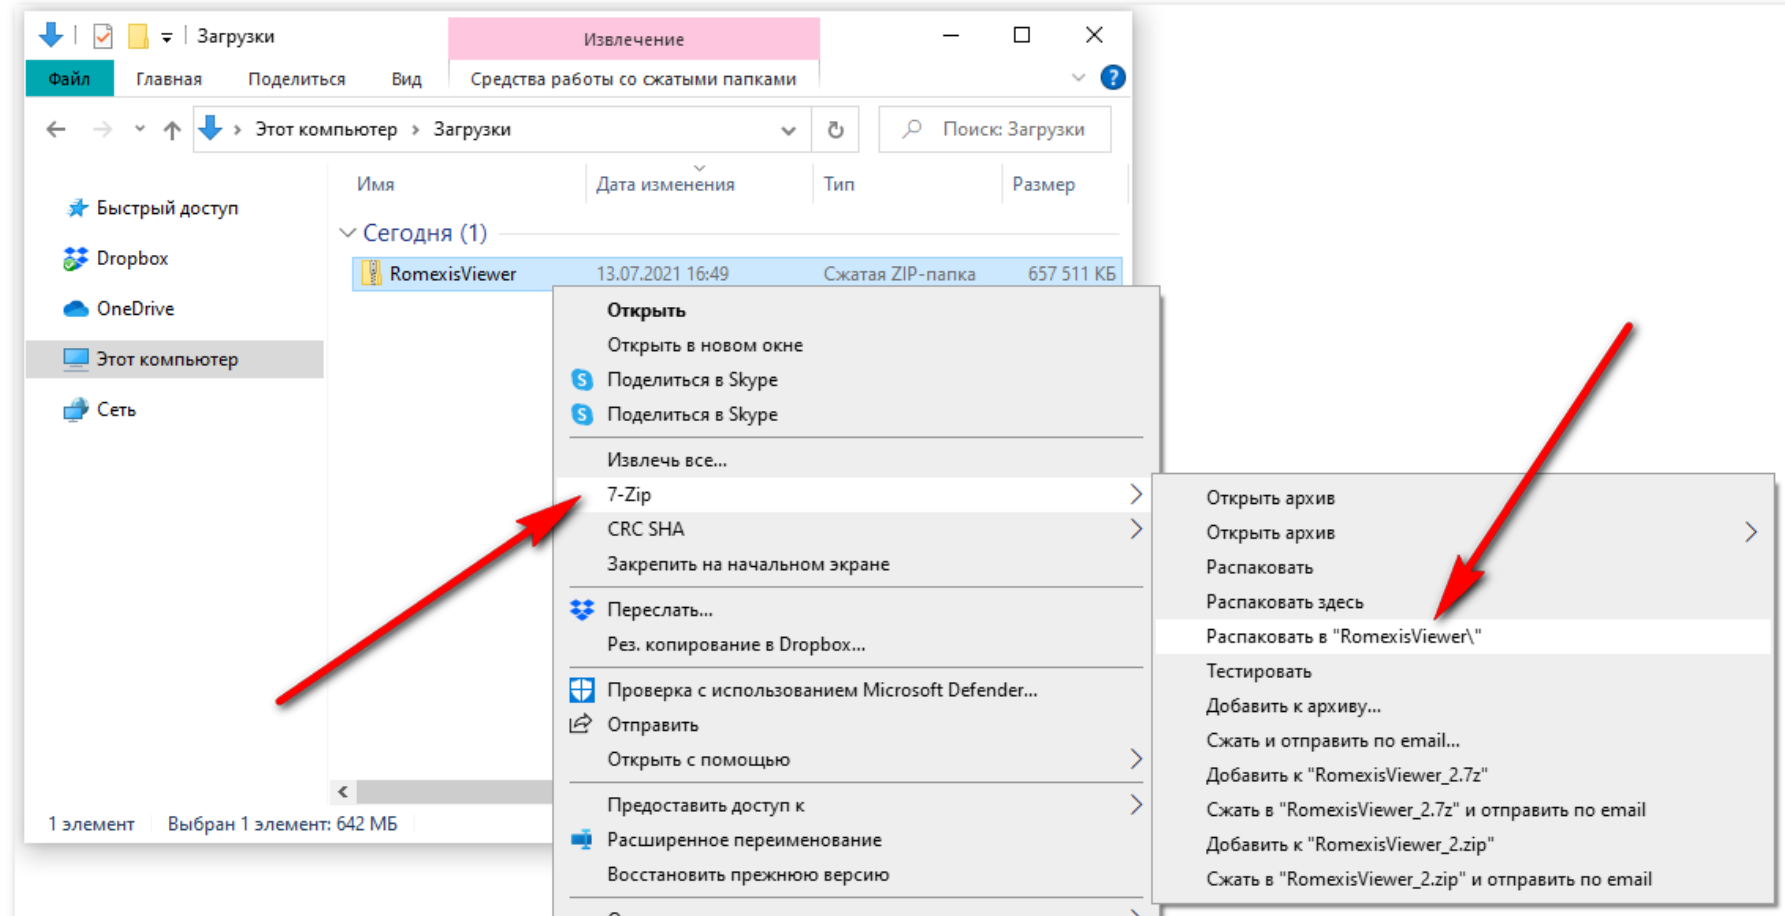 Загрузки
Извлечение
Файл
Главная
Поделиться
Вид
Средства работы со сжатыми папками
?
Этот компьютер
Загрузки
Поиск: Загрузки
Имя
Дата изменения
Тип
Размер
Быстрый доступ
Dropbox
OneDrive
Этот компьютер
Сеть
Сегодня (1)
RomexisViewer
13.07.2021 16:49
Сжатая ZIP-папка
657 511 КБ
Открыть
Открыть в новом окне
Поделиться в Skype
Поделиться в Skype
Извлечь все...
7-Zip
CRC SHA
Закрепить на начальном экране
Переслать...
Рез. копирование в Dropbox...
Проверка с использованием Microsoft Defender...
Отправить
Открыть с помощью
Предоставить доступ к
Расширенное переименование
Восстановить прежнюю версию
Открыть архив
Открыть архив
Распаковать
Распаковать здесь
Распаковать в "RomexisViewer\"
Тестировать
Добавить к архиву...
Сжать и отправить по email...
Добавить к "RomexisViewer_2.7z"
Сжать в "RomexisViewer_2.7z" и отправить по email
Добавить к "RomexisViewer_2.zip"
Сжать в "RomexisViewer_2.zip" и отправить по email
1 элемент
Выбран 1 элемент: 642 МБ